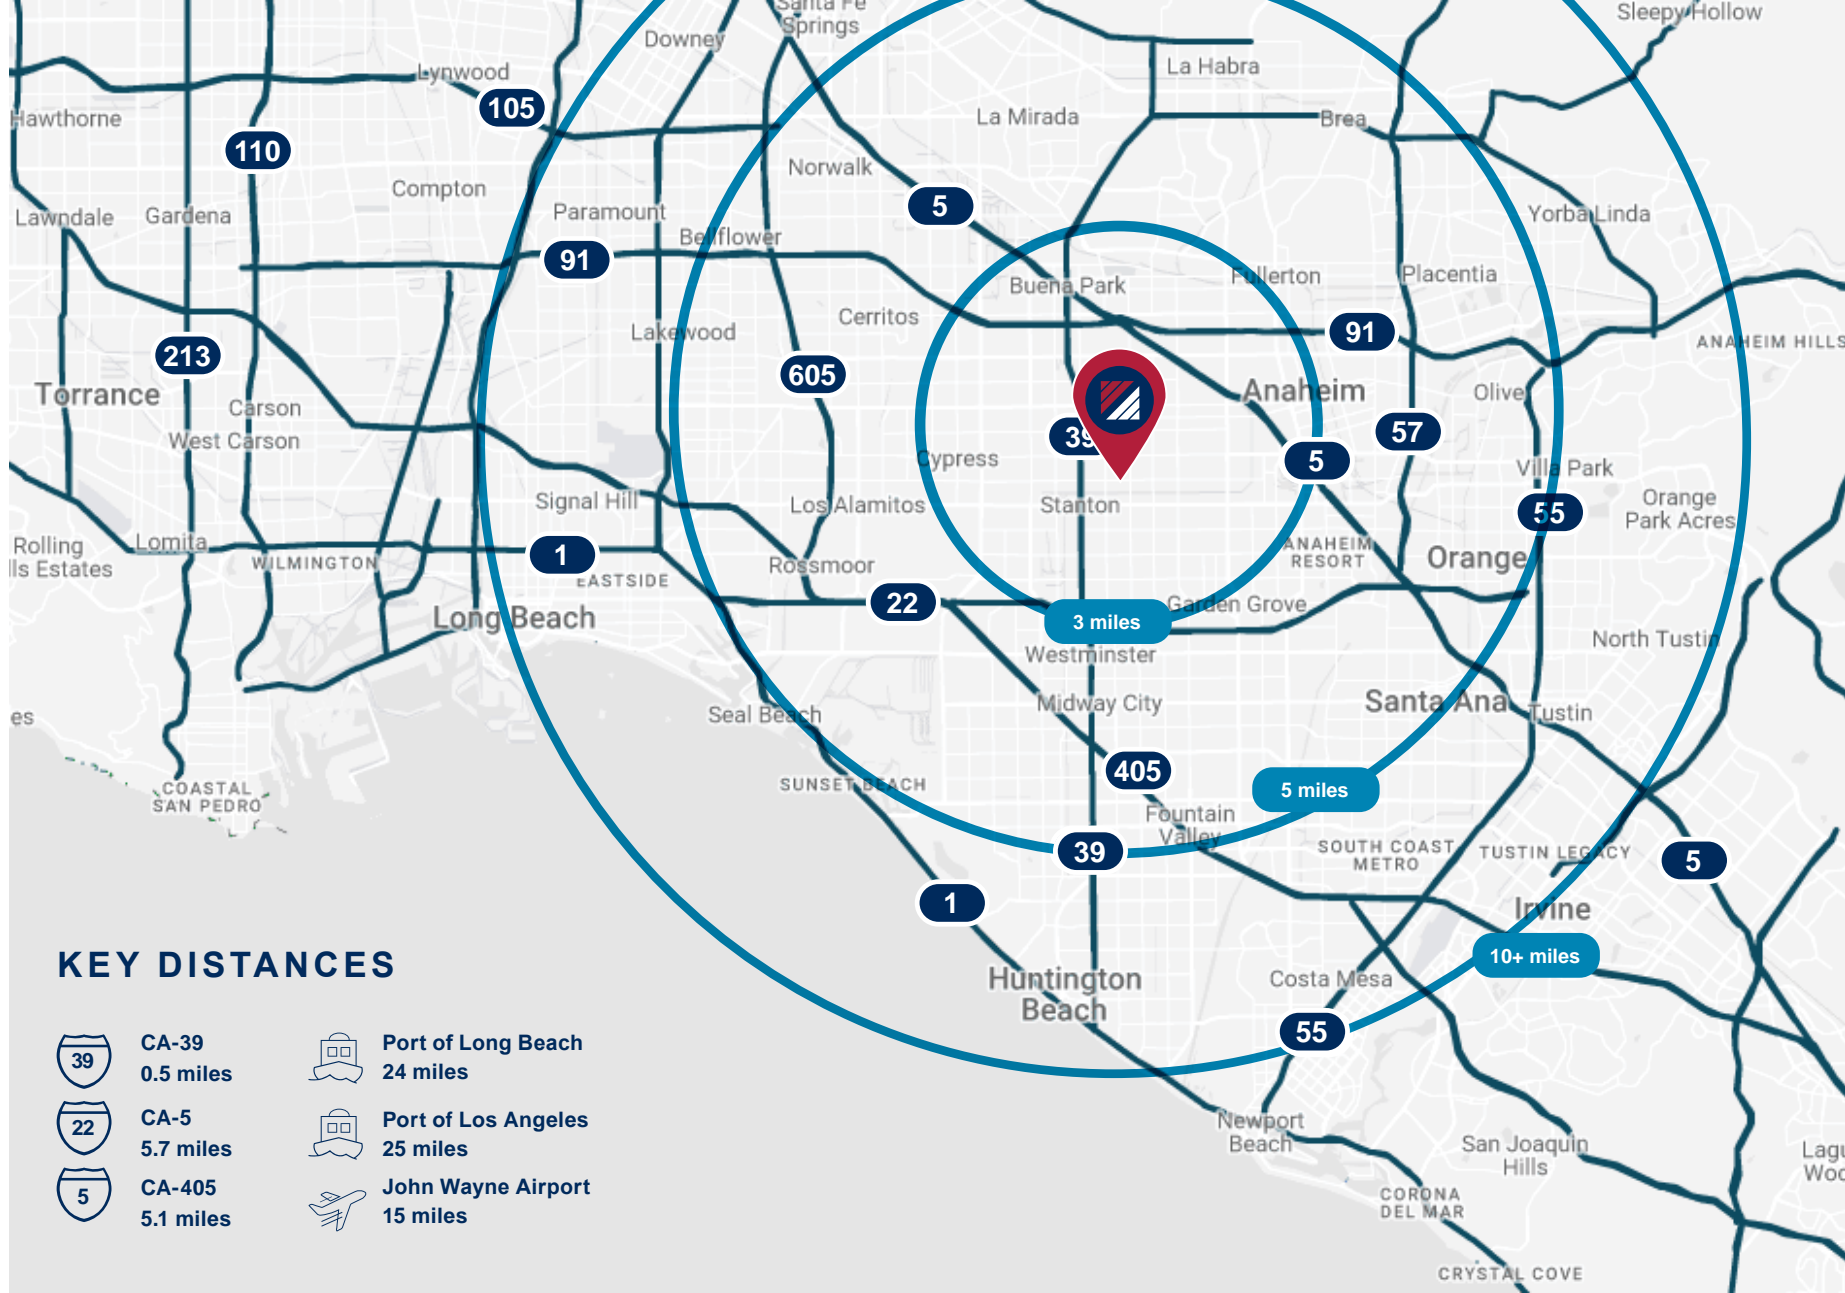 Santa Fe
Springs
Sleepy Hollow
Downey
La Habra
Lynwood
105
Hawthorne
La Mirada
Brea
110
Norwalk
Compton
5
Lawndale
Gardena
Paramount
Yorba Linda
Bellflower
91
Buena Park
Fullerton
Placentia
Cerritos
Lakewood
91
ANAHEIM HILLS
213
605
Torrance
Anaheim
Olive
Carson
57
West Carson
39
Cypress
5
Villa Park
Signal Hill
Los Alamitos
Stanton
55
Orange
Park Acres
Rolling
lls Estates
Lomita
WILMINGTON
1
EASTSIDE
Rossmoor
ANAHEIM
RESORT
Orange
22
Garden Grove
Long Beach
3 miles
North Tustin
Westminster
es
Seal Beach
Midway City
Santa Ana
Tustin
405
SUNSET BEACH
5 miles
COASTAL
SAN PEDRO
Fountain
Valley
39
SOUTH COAST
METRO
TUSTIN LEGACY
5
1
Irvine
10+ miles
Huntington
Beach
Costa Mesa
55
Newport
Beach
San Joaquin
Hills
Lagu
Woo
CORONA
DEL MAR
CRYSTAL COVE
KEY DISTANCES
39
CA-39
0.5 miles
22
CA-5
5.7 miles
5
CA-405
5.1 miles
Port of Long Beach
24 miles
Port of Los Angeles
25 miles
John Wayne Airport
15 miles